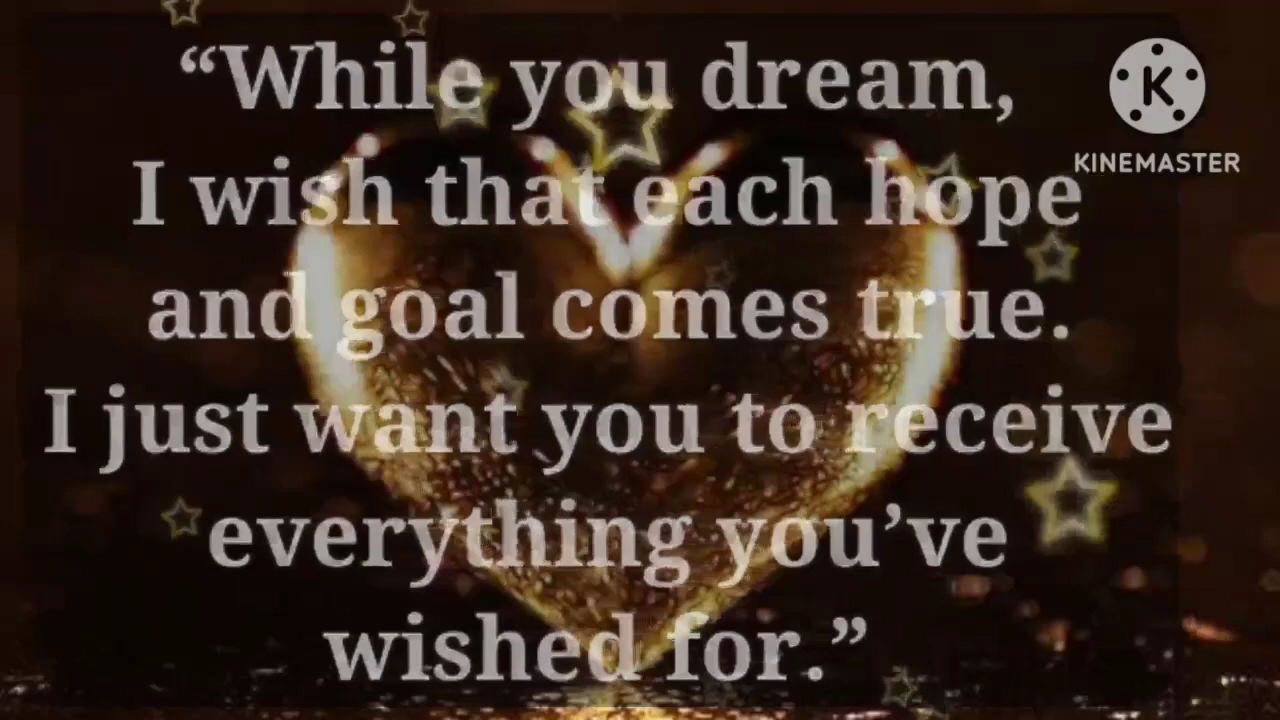 “While you dream,
I wish that each hope
and goal comes true.
I just want you to receive
everything you’ve
wished for.”
K
KINEMASTER